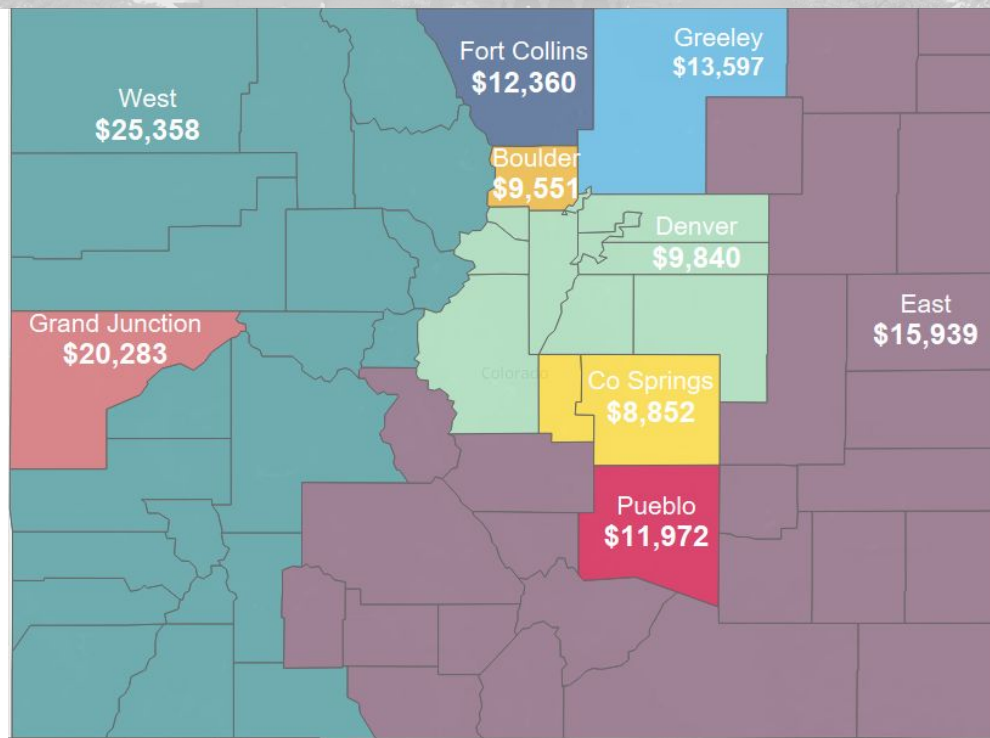 Fort Collins
$12,360
Greeley
$13,597
West
$25,358
Boulder
$9,551
Denver
$9,840
Grand Junction
$20,283
East
$15,939
Colorado
Co Springs
$8,852
Pueblo
$11,972